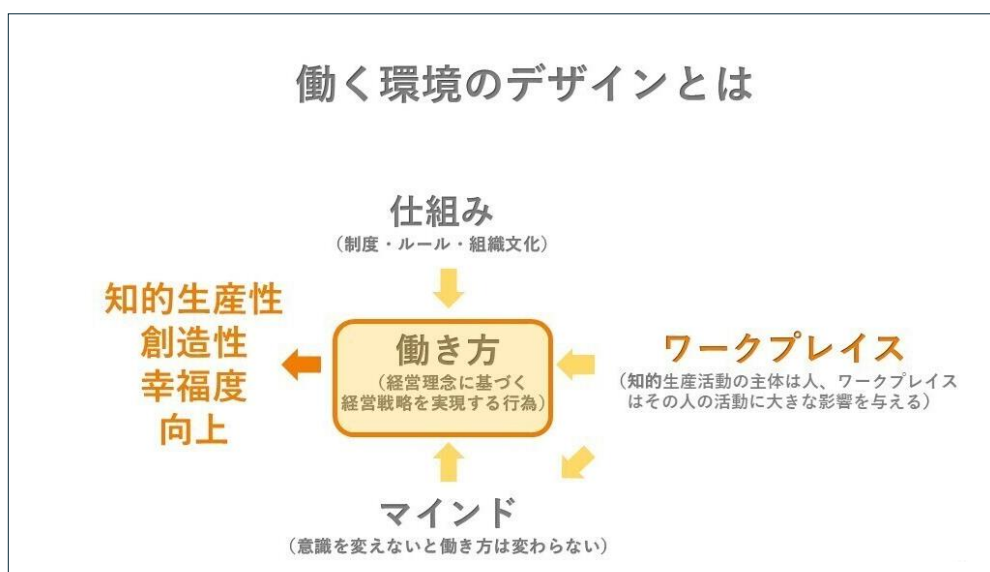 働く環境のデザインとは
仕組み
（制度・ルール・組織文化）
知的生産性
創造性
幸福度
向上
働き方
（経営理念に基づく
経営戦略を実現する行為）
ワークプレイス
（知的生産活動の主体は人、ワークプレイス
はその人の活動に大きな影響を与える）
マインド
（意識を変えないと働き方は変わらない）